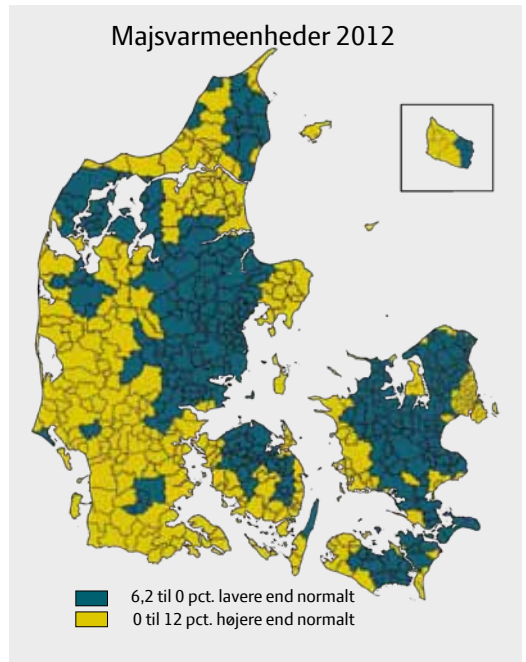 Majsvarmeenheder 2012
6,2 til 0 pct. lavere end normalt
0 til 12 pct. højere end normalt